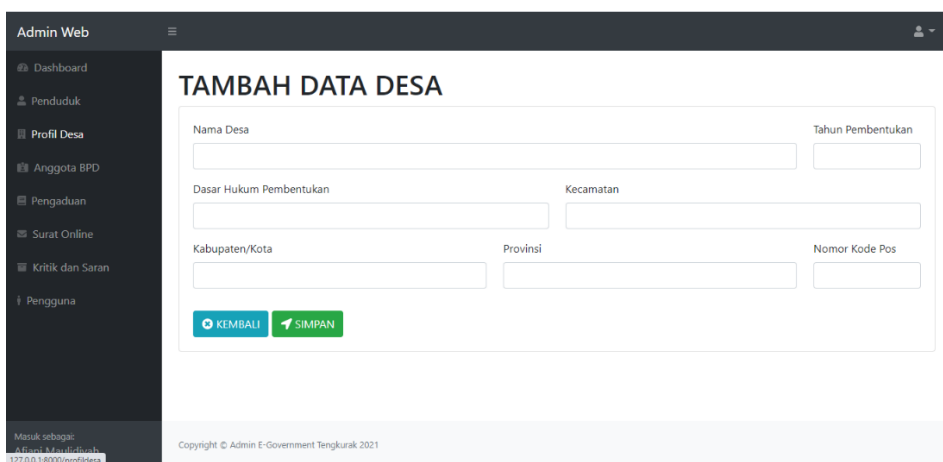 Admin Web
Dashboard
Penduduk
Profil Desa
Anggota BPD
Pengaduan
Surat Online
Kritik dan Saran
Pengguna
Masuk sebagai:
Afiani Maulidiyah
127.0.0.1:8000/profildesa
TAMBAH DATA DESA
Nama Desa Tahun Pembentukan
Dasar Hukum Pembentukan Kecamatan
Kabupaten/Kota Provinsi Nomor Kode Pos
KEMBALI SIMPAN
Copyright © Admin E-Government Tengkurak 2021